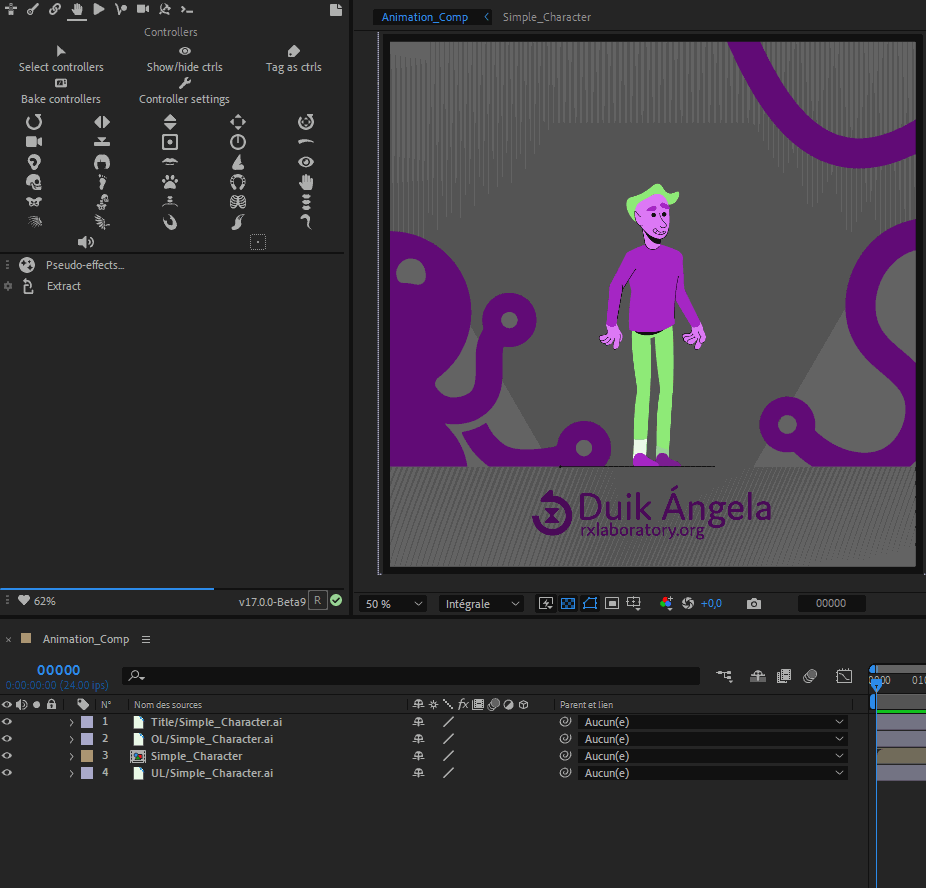 Animation_Comp
Simple_Character
Controllers
Select controllers
Show/hide ctrls
Tag as ctrls
Bake controllers
Controller settings
Pseudo-effects...
Extract
Duik Ángela
rxlaboratory.org
62%
v17.0.0-Beta9
R
50 %
Intégrale
+0,0
00000
Animation_Comp
00000
0:00:00:00 (24,00 ips)
0000
010
N°
Nom des sources
fx
Parent et lien
1
Title/Simple_Character.ai
Aucun(e)
2
OL/Simple_Character.ai
Aucun(e)
3
Simple_Character
Aucun(e)
4
UL/Simple_Character.ai
Aucun(e)